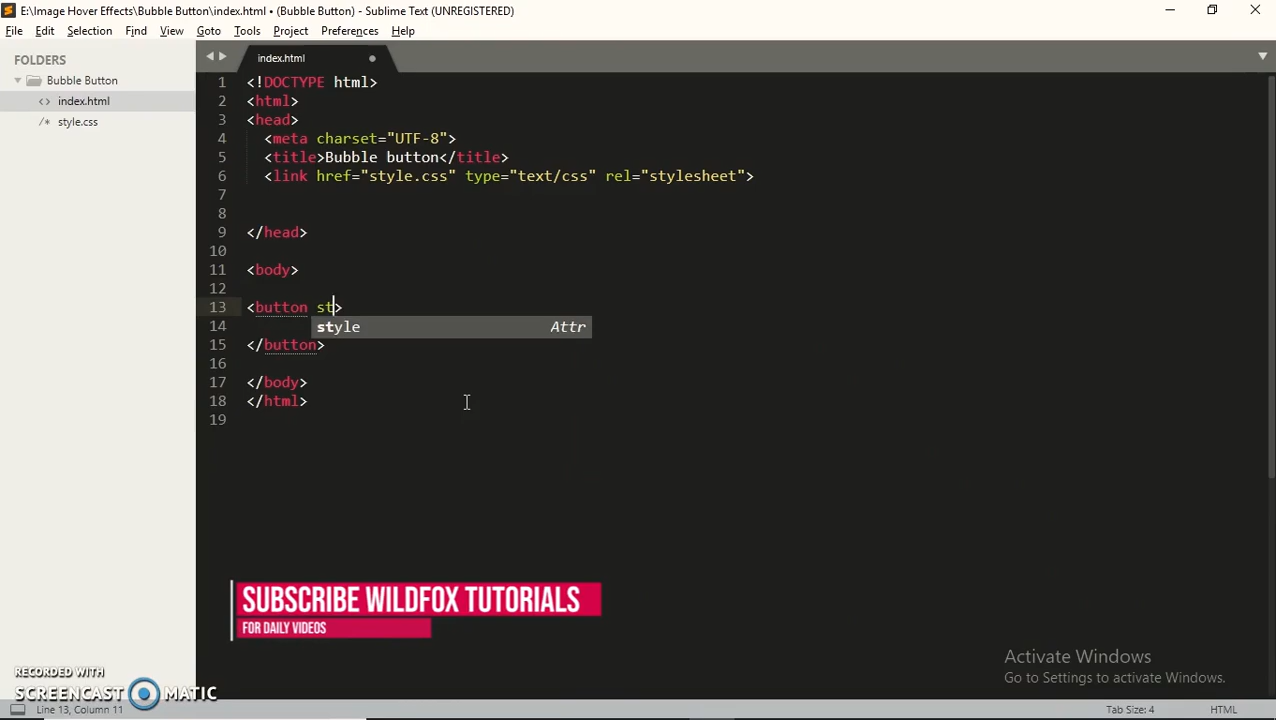 E:\Image Hover Effects\Bubble Button\index.html • (Bubble Button) - Sublime Text (UNREGISTERED)
File Edit Selection Find View Goto Tools Project Preferences Help
FOLDERS
Bubble Button
<> index.html
/* style.css
index.html
1 <!DOCTYPE html>
2 <html>
3 <head>
4   <meta charset="UTF-8">
5   <title>Bubble button</title>
6   <link href="style.css" type="text/css" rel="stylesheet">
7
8
9 </head>
10
11 <body>
12
13 <button st>
style Attr
14
15 </button>
16
17 </body>
18 </html>
19
SUBSCRIBE WILDFOX TUTORIALS
FOR DAILY VIDEOS
Activate Windows
Go to Settings to activate Windows.
RECORDED WITH
SCREENCAST MATIC
Line 13, Column 11
Tab Size: 4
HTML